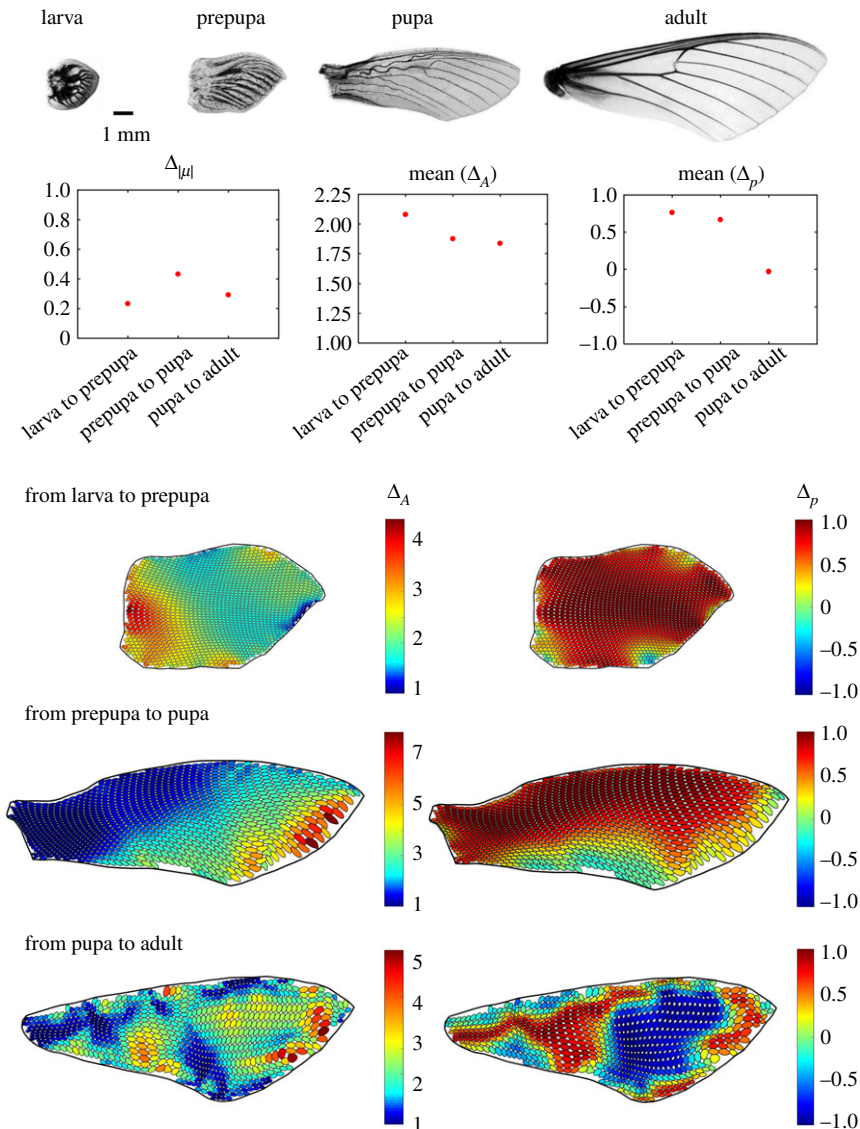 larva prepupa pupa adult
1 mm
Δ|μ| mean (Δ_A) mean (Δ_p)
1.0
0.8
0.6
0.4
0.2
0
2.25
2.00
1.75
1.50
1.25
1.00
1.0
0.5
0
−0.5
−1.0
larva to prepupa
prepupa to pupa
pupa to adult
larva to prepupa
prepupa to pupa
pupa to adult
larva to prepupa
prepupa to pupa
pupa to adult
from larva to prepupa
Δ_A
4
3
2
1
Δ_p
1.0
0.5
0
−0.5
−1.0
from prepupa to pupa
7
5
3
1
1.0
0.5
0
−0.5
−1.0
from pupa to adult
5
4
3
2
1
1.0
0.5
0
−0.5
−1.0